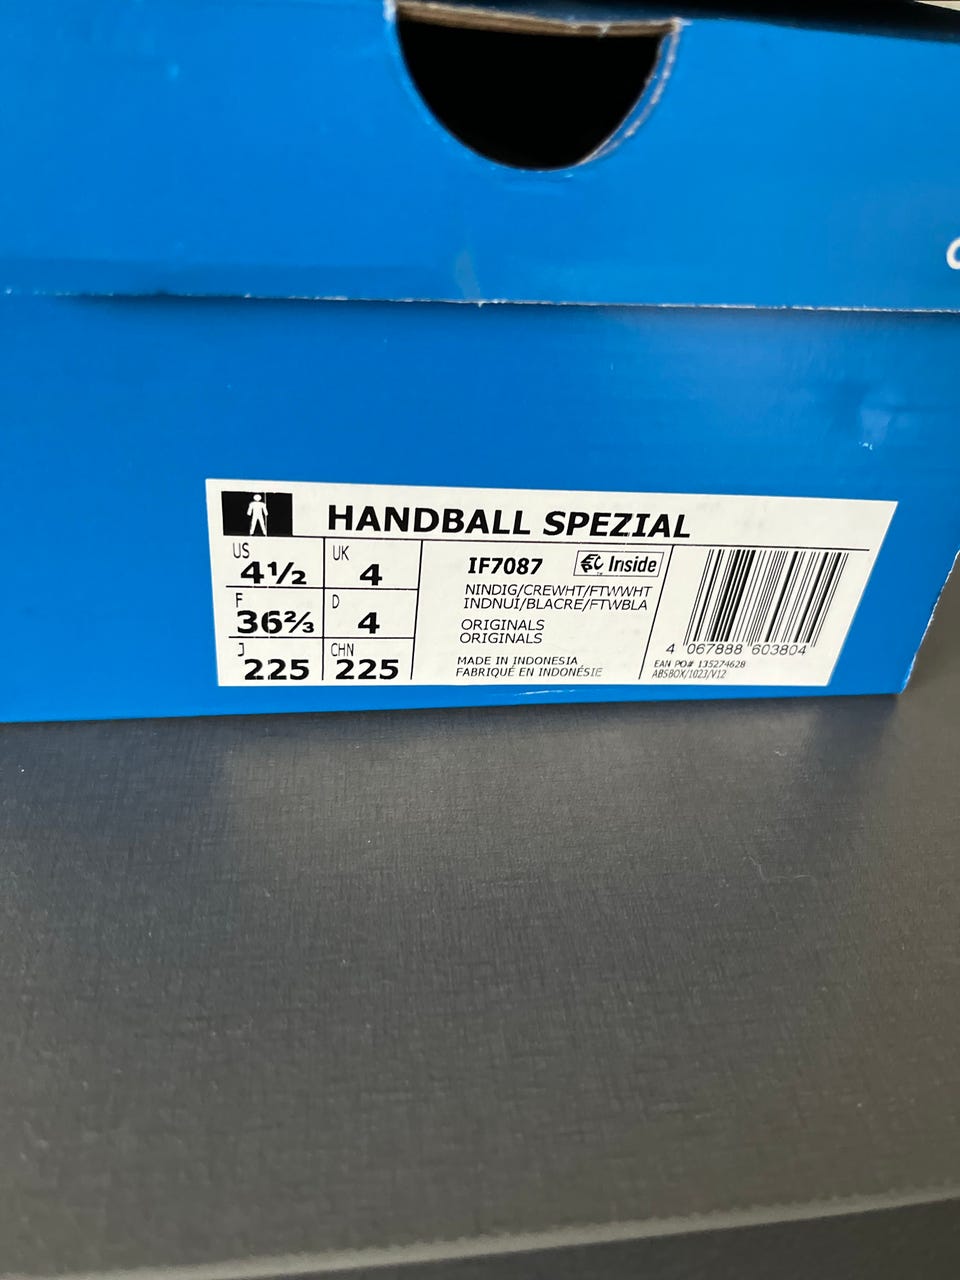 HANDBALL SPEZIAL
US 4½ UK 4
F 36⅔ D 4
J 225 CHN 225
IF7087 Inside
NINDIG/CREWHT/FTWWHT
INDNUI/BLACRE/FTWBLA
ORIGINALS
ORIGINALS
MADE IN INDONESIA
FABRIQUÉ EN INDONÉSIE
4 067888 603804
EAN PO# 135274628
ABSBOX/1023/V12